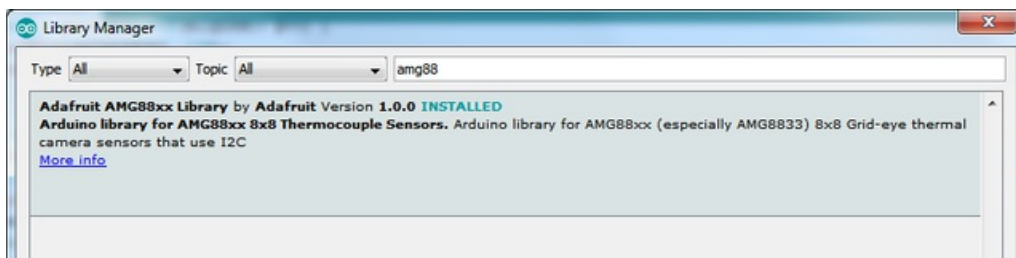 Library Manager
Type All Topic All amg88
Adafruit AMG88xx Library by Adafruit Version 1.0.0 INSTALLED
Arduino library for AMG88xx 8x8 Thermocouple Sensors. Arduino library for AMG88xx (especially AMG8833) 8x8 Grid-eye thermal
camera sensors that use I2C
More info